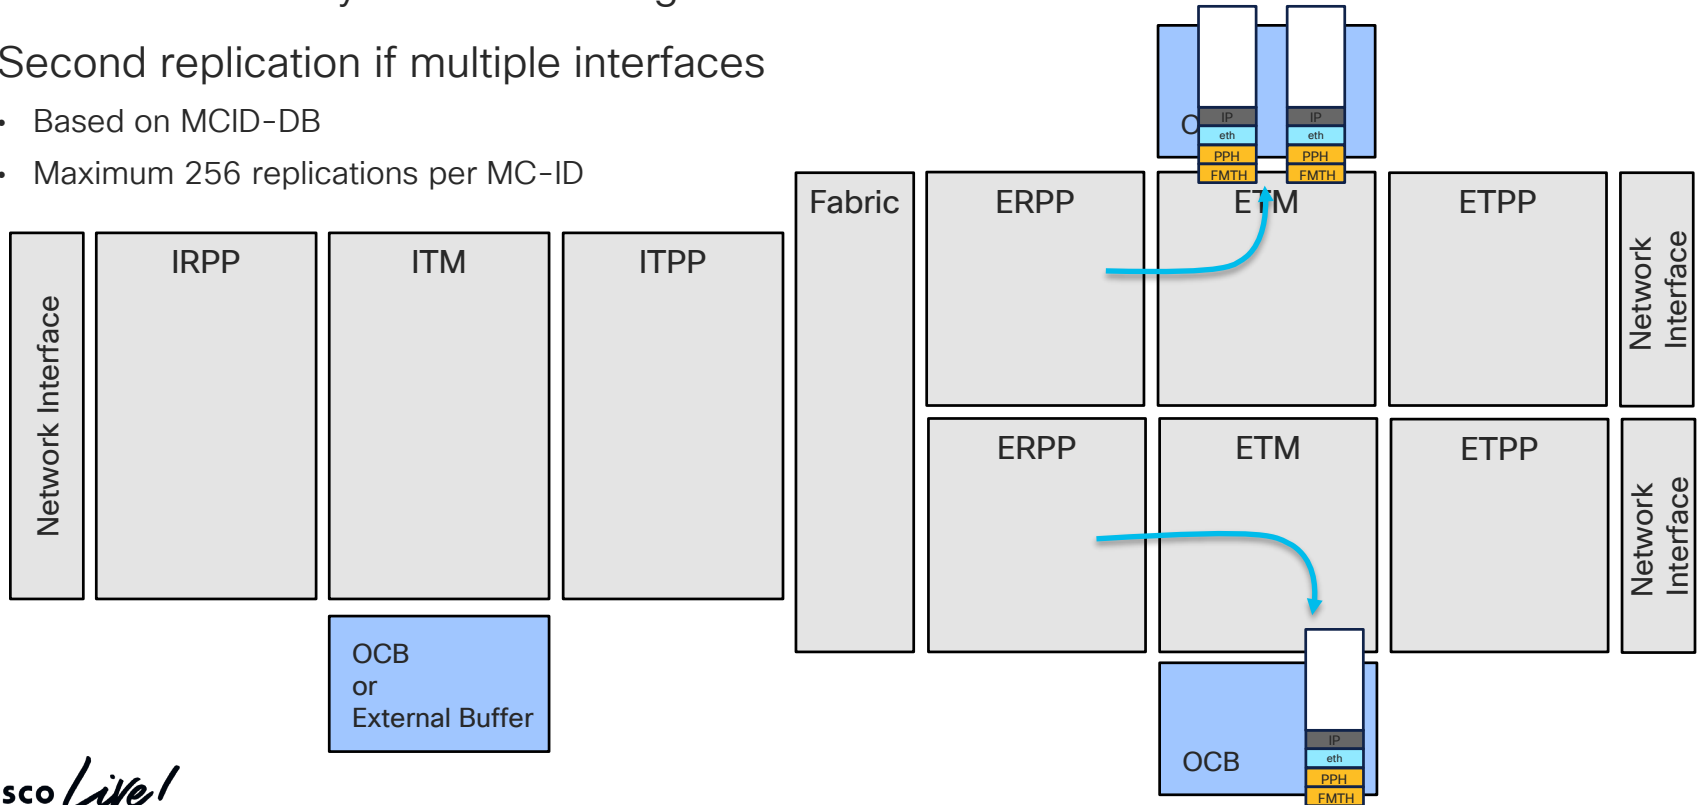 Second replication if multiple interfaces
• Based on MCID-DB
• Maximum 256 replications per MC-ID
Network Interface
IRPP
ITM
ITPP
OCB
or
External Buffer
Fabric
ERPP
ETM
ETPP
Network
Interface
IP
eth
PPH
FMTH
IP
eth
PPH
FMTH
ERPP
ETM
ETPP
Network
Interface
OCB
IP
eth
PPH
FMTH
sco Live!